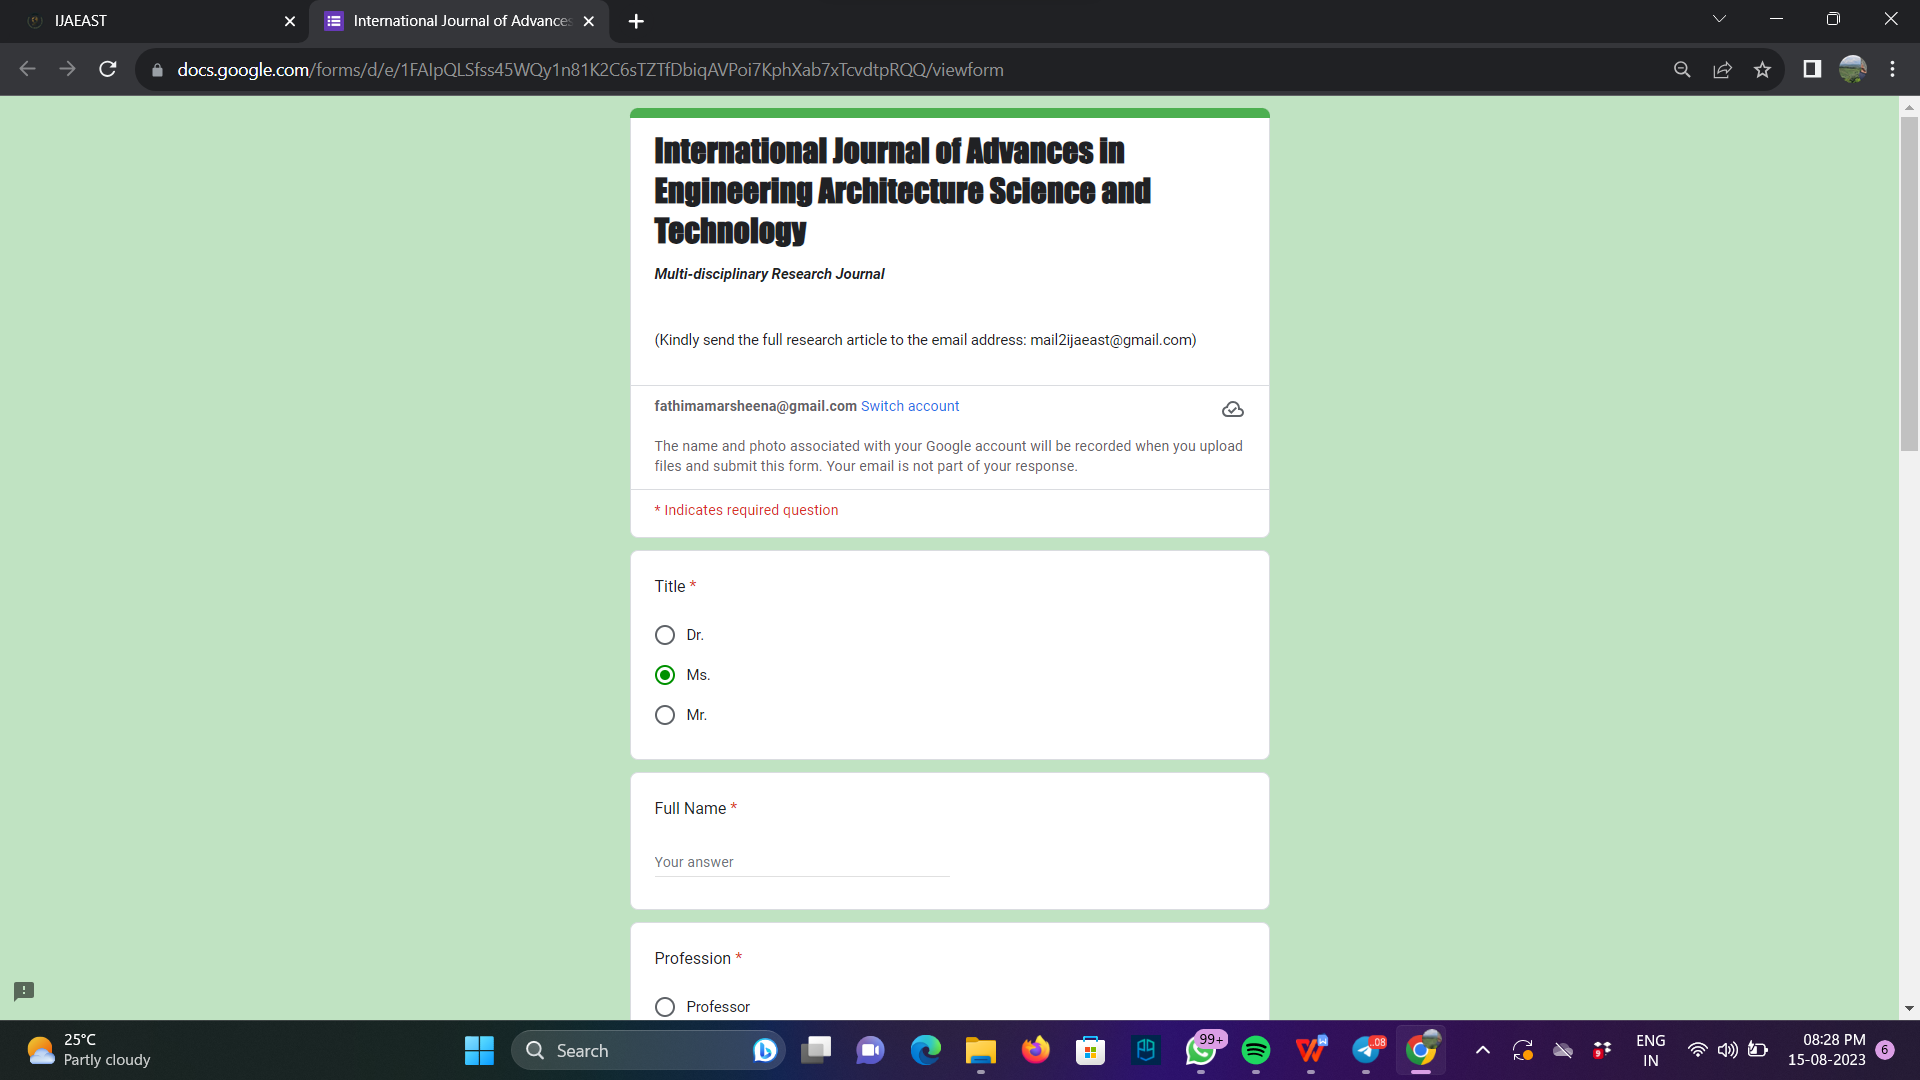 IJAEAST
International Journal of Advances
docs.google.com/forms/d/e/1FAIpQLSfss45WQy1n81K2C6sTZTfDbiqAVPoi7KphXab7xTcvdtpRQQ/viewform
International Journal of Advances in
Engineering Architecture Science and
Technology
Multi-disciplinary Research Journal
(Kindly send the full research article to the email address: mail2ijaeast@gmail.com)
fathimamarsheena@gmail.com Switch account
The name and photo associated with your Google account will be recorded when you upload
files and submit this form. Your email is not part of your response.
* Indicates required question
Title *
Dr.
Ms.
Mr.
Full Name *
Your answer
Profession *
Professor
25°C
Partly cloudy
Search
99+
.08
9
ENG
IN
08:28 PM
15-08-2023
6